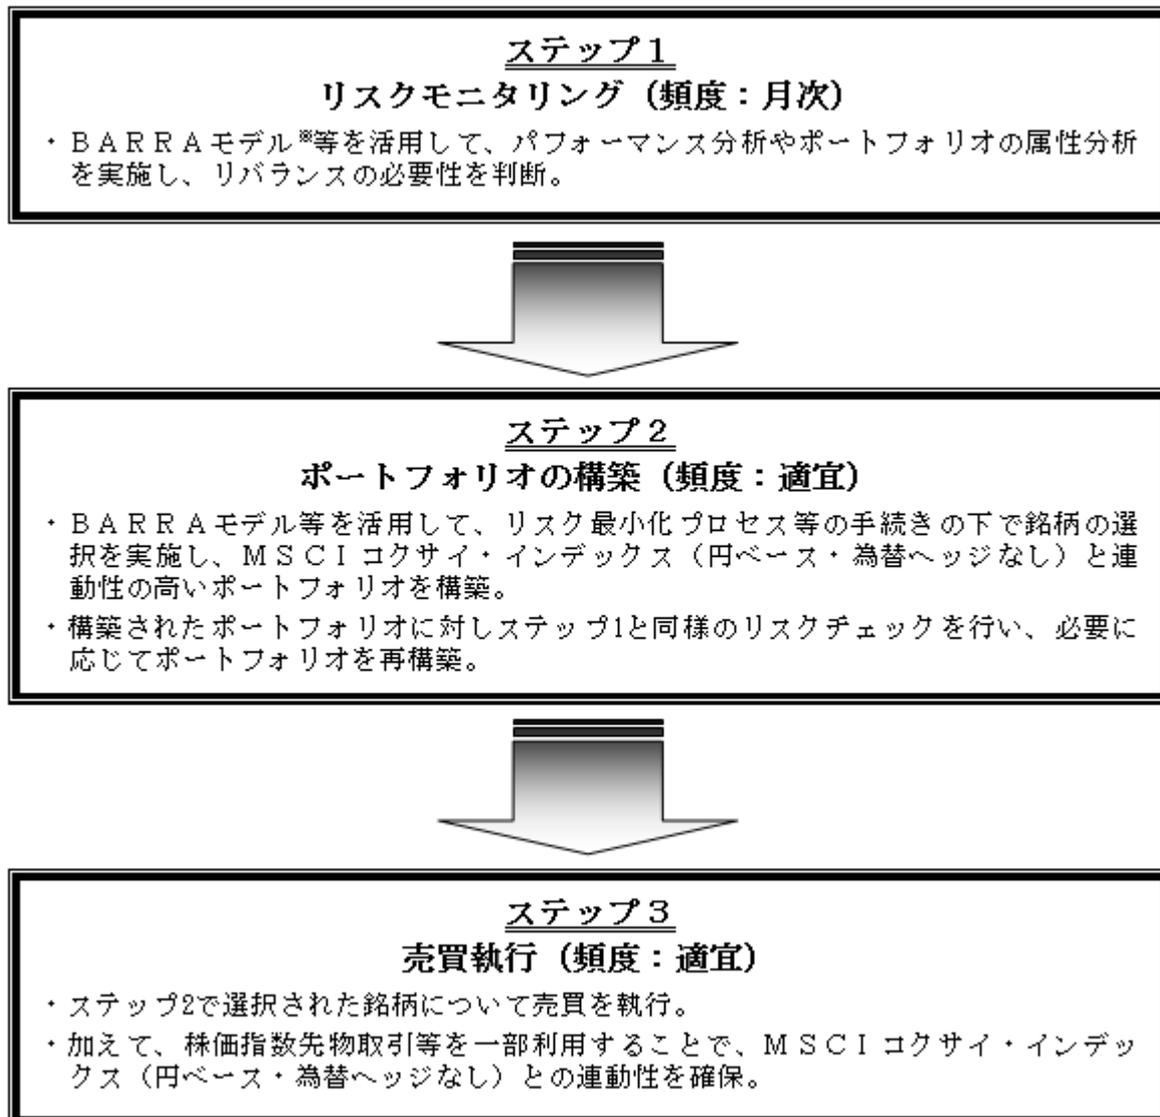 ステップ１
リスクモニタリング（頻度：月次）
・ＢＡＲＲＡモデル※等を活用して、パフォーマンス分析やポートフォリオの属性分析
を実施し、リバランスの必要性を判断。
ステップ２
ポートフォリオの構築（頻度：適宜）
・ＢＡＲＲＡモデル等を活用して、リスク最小化プロセス等の手続きの下で銘柄の選
択を実施し、ＭＳＣＩコクサイ・インデックス（円ベース・為替ヘッジなし）と連
動性の高いポートフォリオを構築。
・構築されたポートフォリオに対しステップ1と同様のリスクチェックを行い、必要に
応じてポートフォリオを再構築。
ステップ３
売買執行（頻度：適宜）
・ステップ2で選択された銘柄について売買を執行。
・加えて、株価指数先物取引等を一部利用することで、ＭＳＣＩコクサイ・インデッ
クス（円ベース・為替ヘッジなし）との連動性を確保。